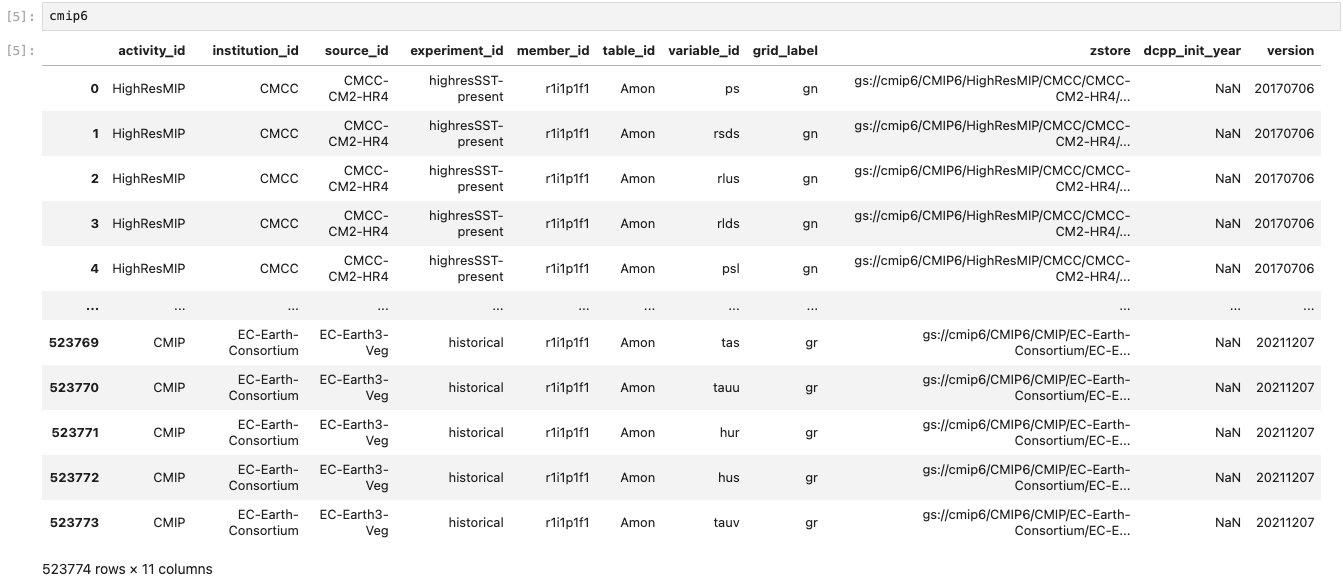 [5]: cmip6
[5]: activity_id institution_id source_id experiment_id member_id table_id variable_id grid_label zstore dcpp_init_year version
0 HighResMIP CMCC CMCC-CM2-HR4 highresSST-present r1i1p1f1 Amon ps gn gs://cmip6/CMIP6/HighResMIP/CMCC/CMCC-CM2-HR4/... NaN 20170706
1 HighResMIP CMCC CMCC-CM2-HR4 highresSST-present r1i1p1f1 Amon rsds gn gs://cmip6/CMIP6/HighResMIP/CMCC/CMCC-CM2-HR4/... NaN 20170706
2 HighResMIP CMCC CMCC-CM2-HR4 highresSST-present r1i1p1f1 Amon rlus gn gs://cmip6/CMIP6/HighResMIP/CMCC/CMCC-CM2-HR4/... NaN 20170706
3 HighResMIP CMCC CMCC-CM2-HR4 highresSST-present r1i1p1f1 Amon rlds gn gs://cmip6/CMIP6/HighResMIP/CMCC/CMCC-CM2-HR4/... NaN 20170706
4 HighResMIP CMCC CMCC-CM2-HR4 highresSST-present r1i1p1f1 Amon psl gn gs://cmip6/CMIP6/HighResMIP/CMCC/CMCC-CM2-HR4/... NaN 20170706
... ... ... ... ... ... ... ... ... ... ... ...
523769 CMIP EC-Earth-Consortium EC-Earth3-Veg historical r1i1p1f1 Amon tas gr gs://cmip6/CMIP6/CMIP/EC-Earth-Consortium/EC-E... NaN 20211207
523770 CMIP EC-Earth-Consortium EC-Earth3-Veg historical r1i1p1f1 Amon tauu gr gs://cmip6/CMIP6/CMIP/EC-Earth-Consortium/EC-E... NaN 20211207
523771 CMIP EC-Earth-Consortium EC-Earth3-Veg historical r1i1p1f1 Amon hur gr gs://cmip6/CMIP6/CMIP/EC-Earth-Consortium/EC-E... NaN 20211207
523772 CMIP EC-Earth-Consortium EC-Earth3-Veg historical r1i1p1f1 Amon hus gr gs://cmip6/CMIP6/CMIP/EC-Earth-Consortium/EC-E... NaN 20211207
523773 CMIP EC-Earth-Consortium EC-Earth3-Veg historical r1i1p1f1 Amon tauv gr gs://cmip6/CMIP6/CMIP/EC-Earth-Consortium/EC-E... NaN 20211207
523774 rows × 11 columns